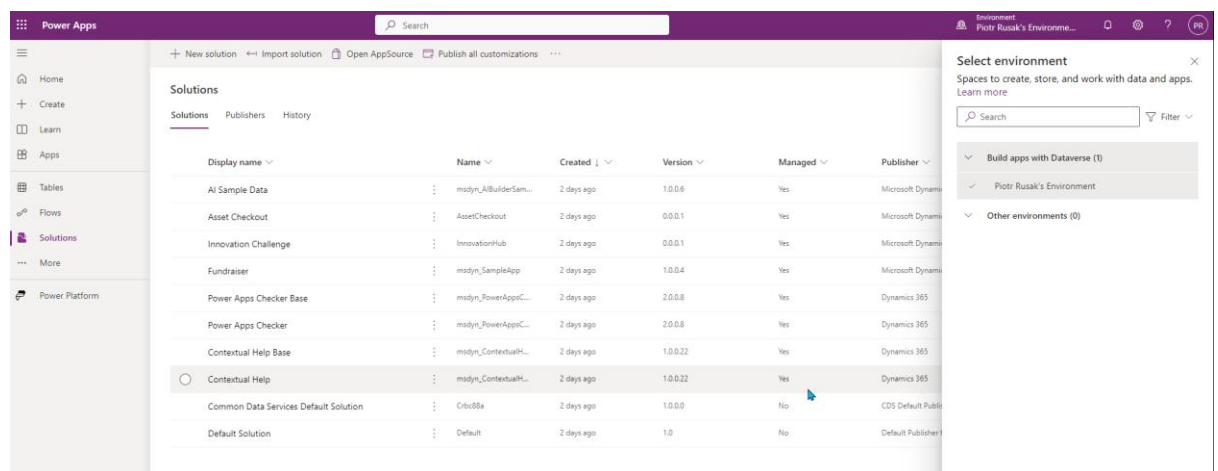 Power Apps
Search
Environment
Piotr Rusak's Environme...
?
PR
New solution Import solution Open AppSource Publish all customizations ...
Home
Create
Learn
Apps
Tables
Flows
Solutions
More
Power Platform
Solutions
Solutions Publishers History
Display name Name Created ↓ Version Managed Publisher
AI Sample Data msdyn_AIBuilderSam... 2 days ago 1.0.0.6 Yes Microsoft Dynami
Asset Checkout AssetCheckout 2 days ago 0.0.0.1 Yes Microsoft Dynami
Innovation Challenge InnovationHub 2 days ago 0.0.0.1 Yes Microsoft Dynami
Fundraiser msdyn_SampleApp 1.0.0.4 2 days ago Yes Microsoft Dynami
Power Apps Checker Base msdyn_PowerAppsC... 2 days ago 2.0.0.8 Yes Dynamics 365
Power Apps Checker msdyn_PowerAppsC... 2 days ago 2.0.0.8 Yes Dynamics 365
Contextual Help Base msdyn_ContextualH... 2 days ago 1.0.0.22 Yes Dynamics 365
Contextual Help msdyn_ContextualH... 2 days ago 1.0.0.22 Yes Dynamics 365
Common Data Services Default Solution Crbc88a 2 days ago 1.0.0.0 No CDS Default Publi
Default Solution Default 2 days ago 1.0 No Default Publisher f
Select environment
Spaces to create, store, and work with data and apps.
Learn more
Search Filter
Build apps with Dataverse (1)
Piotr Rusak's Environment
Other environments (0)